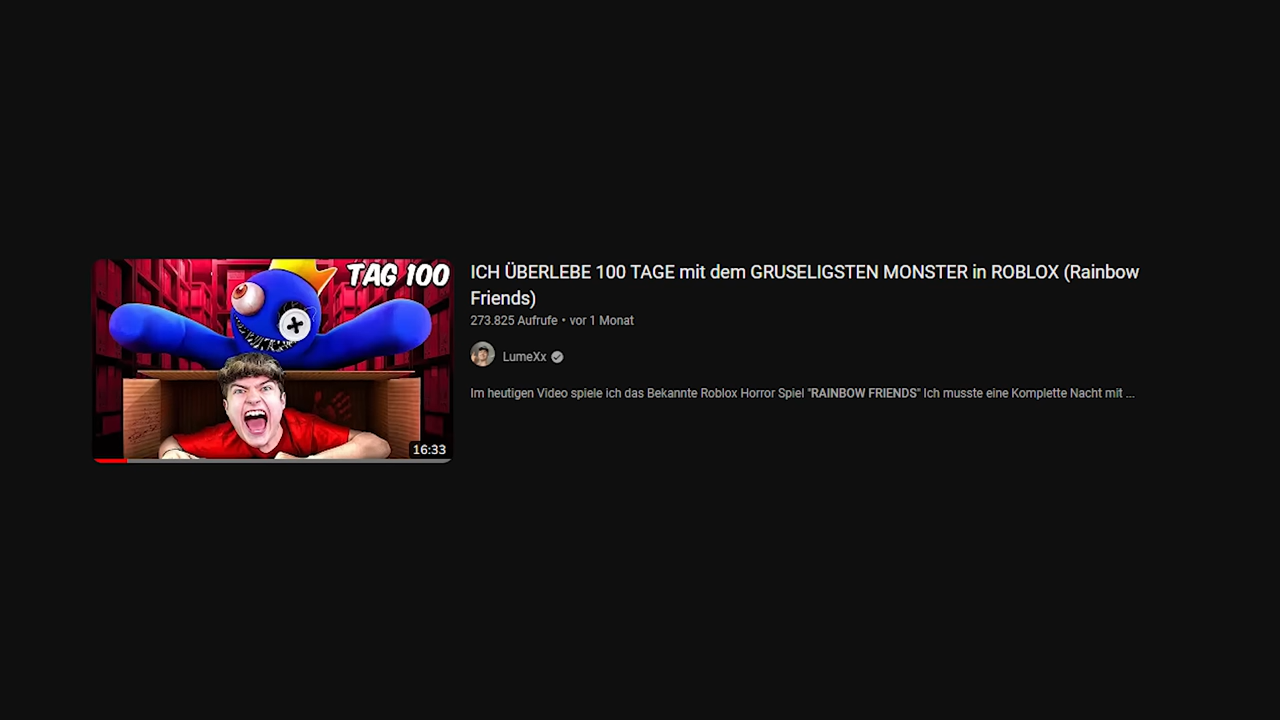 TAG 100
16:33
ICH ÜBERLEBE 100 TAGE mit dem GRUSELIGSTEN MONSTER in ROBLOX (Rainbow
Friends)
273.825 Aufrufe • vor 1 Monat
LumeXx
Im heutigen Video spiele ich das Bekannte Roblox Horror Spiel "RAINBOW FRIENDS" Ich musste eine Komplette Nacht mit ...